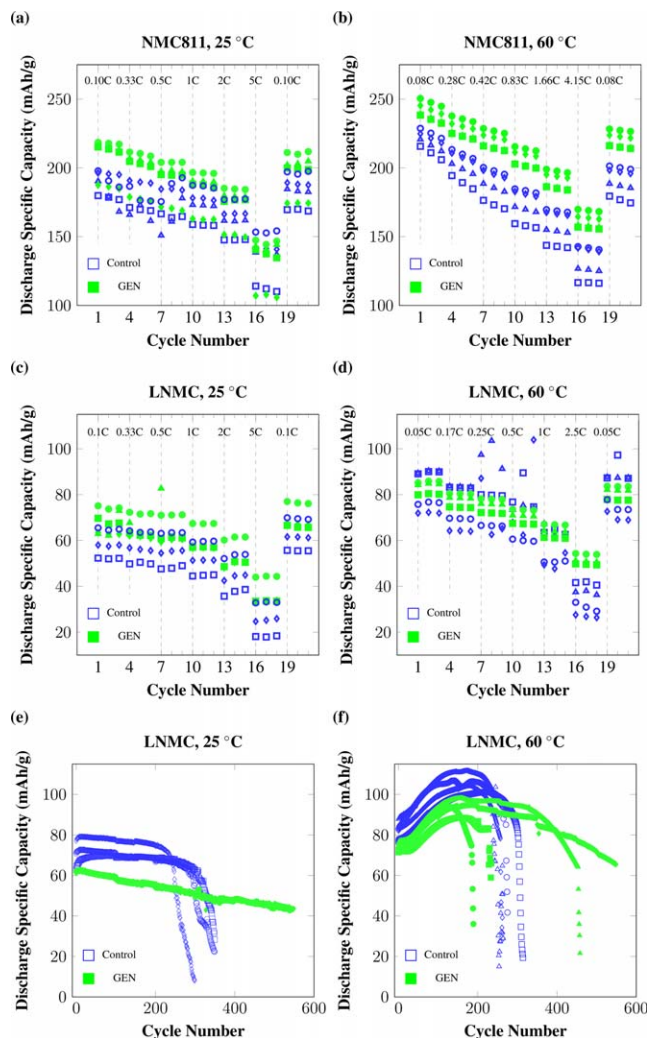 (a)
NMC811, 25 °C
0.10C 0.33C 0.5C 1C 2C 5C 0.10C
250
200
150
100
Control
GEN
1 4 7 10 13 16 19
Cycle Number
Discharge Specific Capacity (mAh/g)
(b)
NMC811, 60 °C
0.08C 0.28C 0.42C 0.83C 1.66C 4.15C 0.08C
250
200
150
100
Control
GEN
1 4 7 10 13 16 19
Cycle Number
Discharge Specific Capacity (mAh/g)
(c)
LNMC, 25 °C
0.1C 0.33C 0.5C 1C 2C 5C 0.1C
100
80
60
40
20
Control
GEN
1 4 7 10 13 16 19
Cycle Number
Discharge Specific Capacity (mAh/g)
(d)
LNMC, 60 °C
0.05C 0.17C 0.25C 0.5C 1C 2.5C 0.05C
100
80
60
40
20
Control
GEN
1 4 7 10 13 16 19
Cycle Number
Discharge Specific Capacity (mAh/g)
(e)
LNMC, 25 °C
100
80
60
40
20
0
Control
GEN
0 200 400 600
Cycle Number
Discharge Specific Capacity (mAh/g)
(f)
LNMC, 60 °C
100
80
60
40
20
0
Control
GEN
0 200 400 600
Cycle Number
Discharge Specific Capacity (mAh/g)